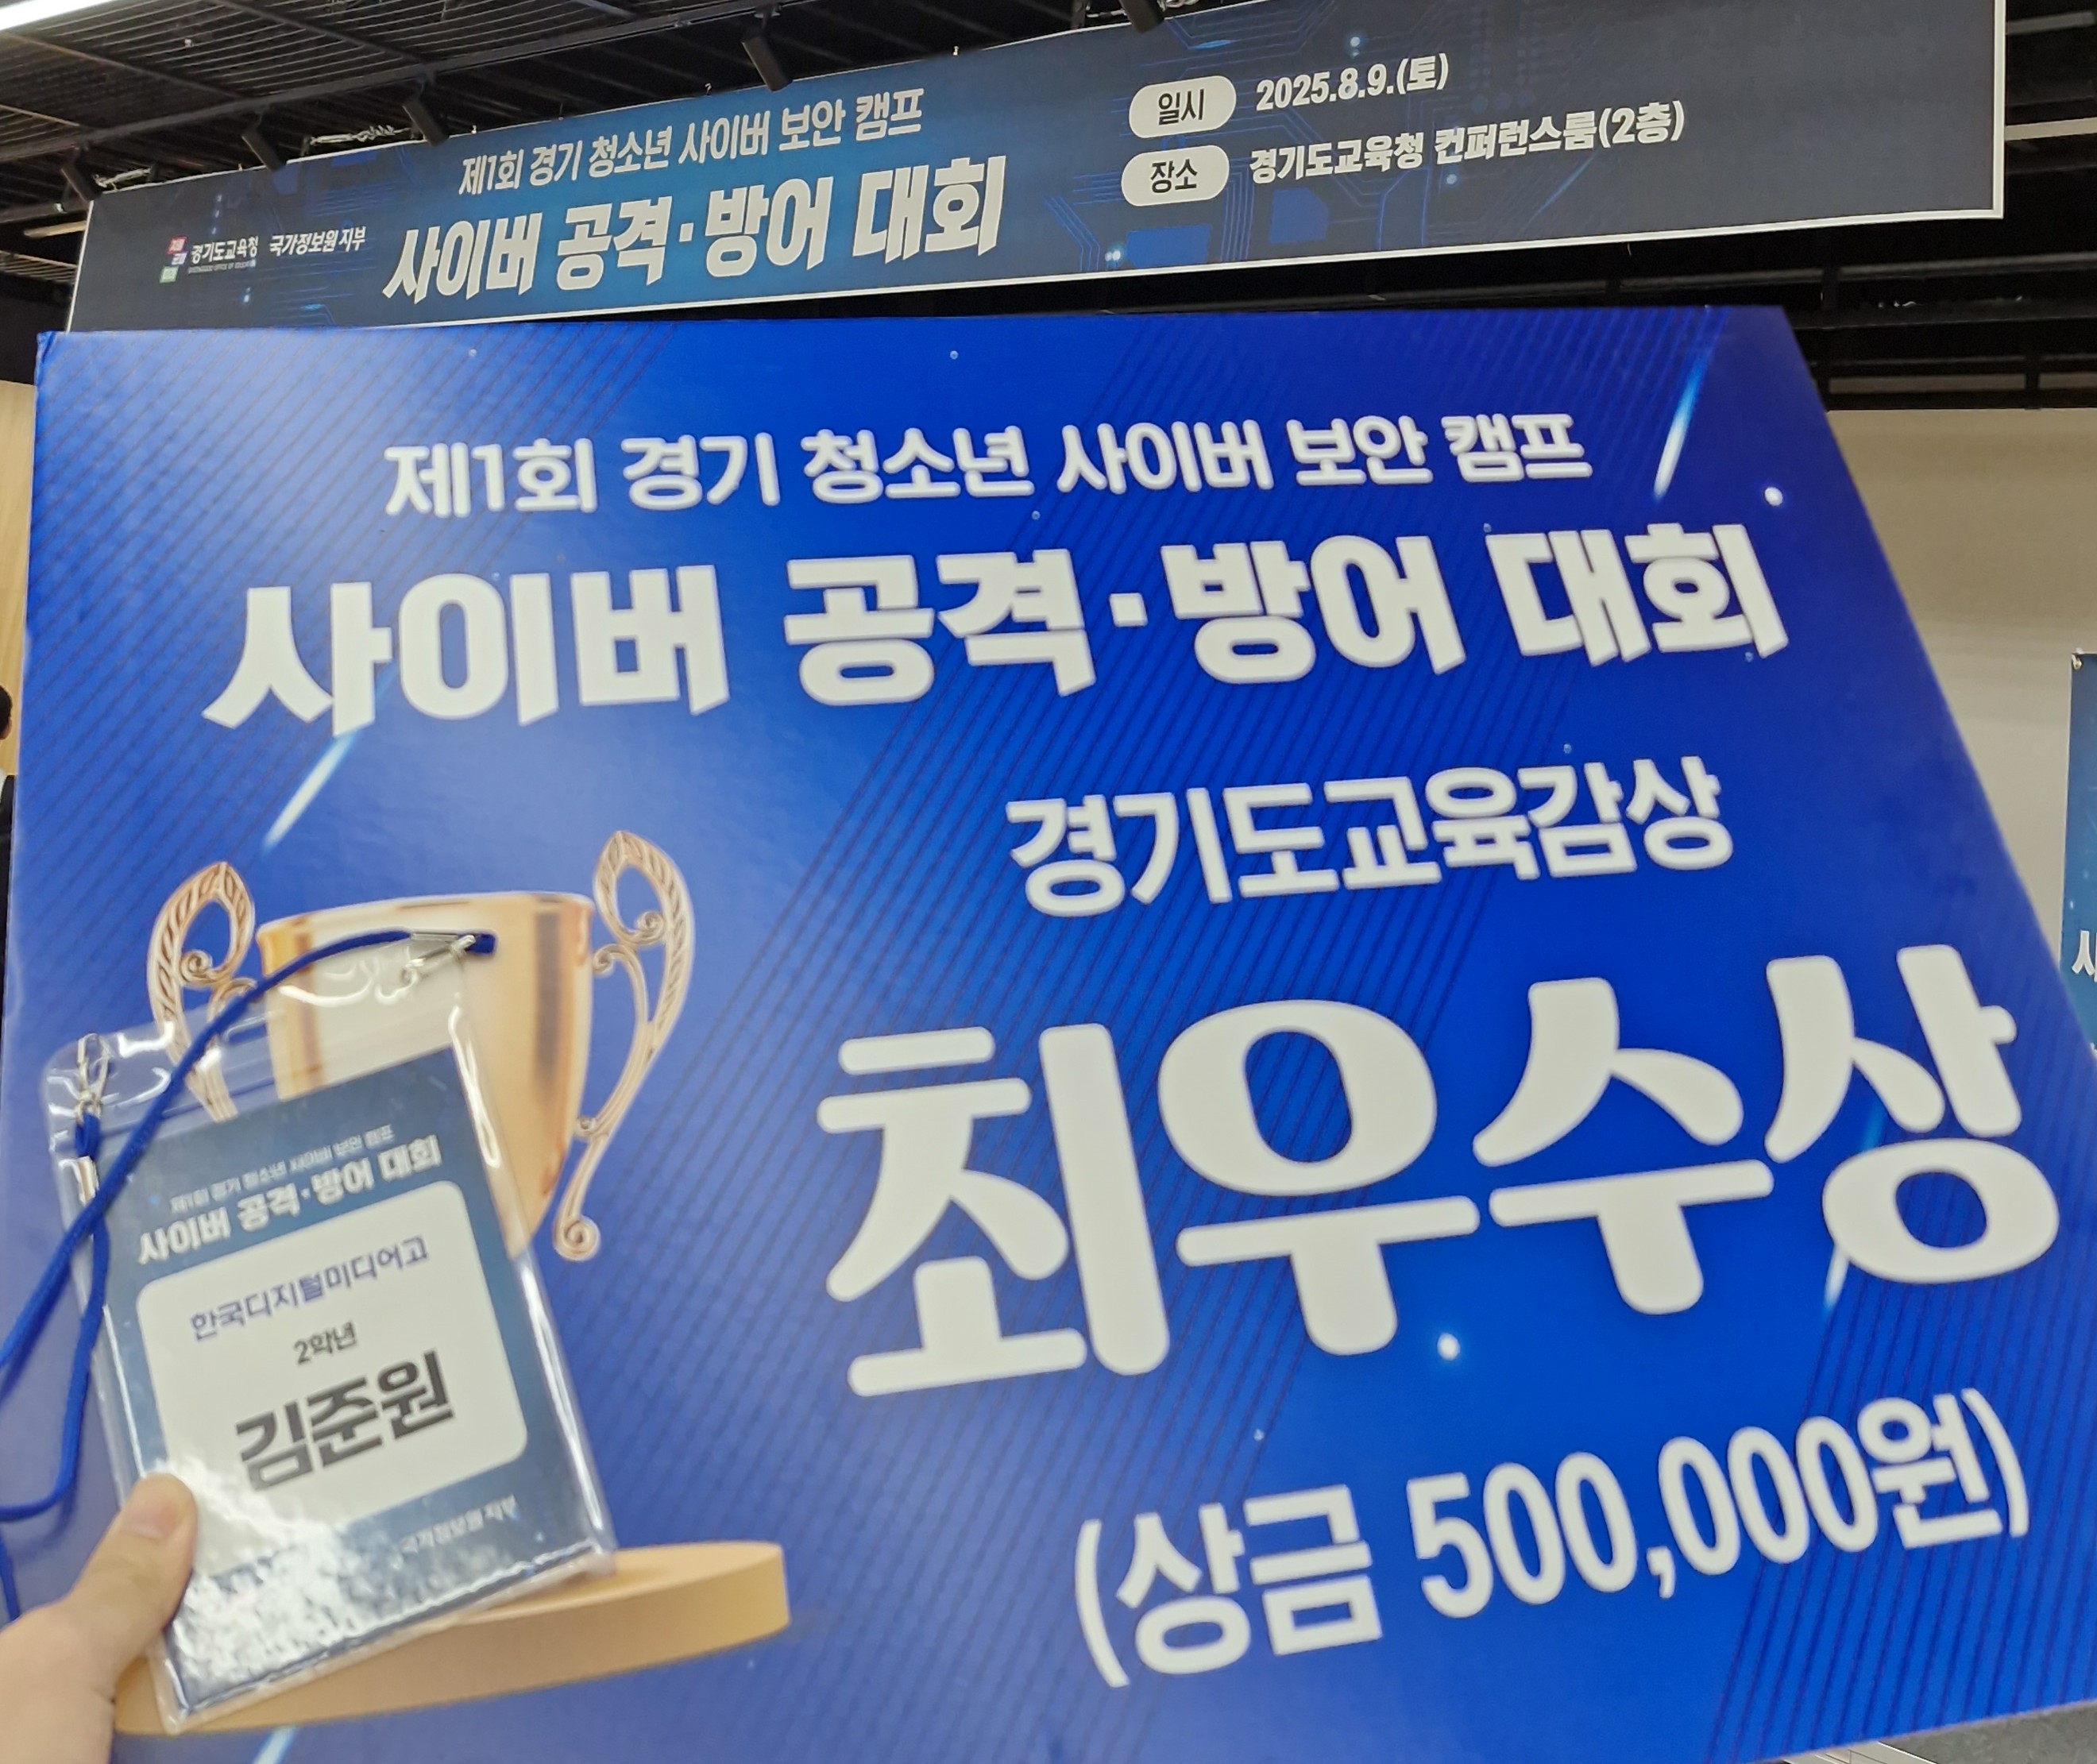 제1회 경기 청소년 사이버 보안 캠프
사이버 공격·방어 대회
경기도교육청 국가정보원 지부
일시 2025.8.9.(토)
장소 경기도교육청 컨퍼런스룸(2층)
제1회 경기 청소년 사이버 보안 캠프
사이버 공격·방어 대회
경기도교육감상
최우수상
(상금 500,000원)
제1회 경기 청소년 사이버 보안 캠프
사이버 공격·방어 대회
한국디지털미디어고
2학년
김준원
국가정보원 지부